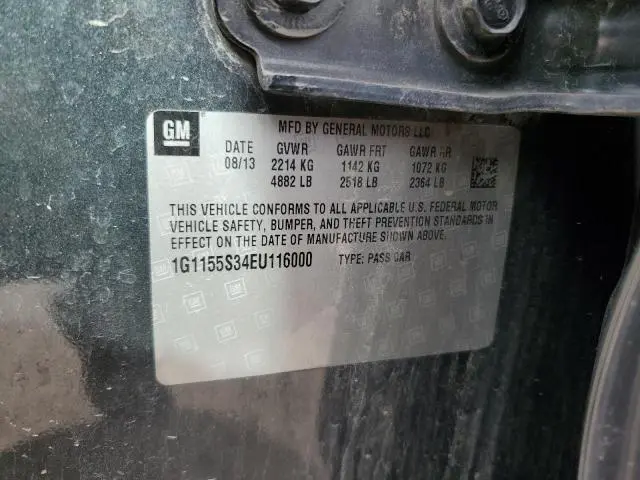 GM
MFD BY GENERAL MOTORS LLC
DATE GVWR GAWR FRT GAWR RR
08/13 2214 KG 1142 KG 1072 KG
4882 LB 2518 LB 2364 LB
THIS VEHICLE CONFORMS TO ALL APPLICABLE U.S. FEDERAL MOTOR
VEHICLE SAFETY, BUMPER, AND THEFT PREVENTION STANDARDS IN
EFFECT ON THE DATE OF MANUFACTURE SHOWN ABOVE.
1G1155S34EU116000 TYPE: PASS CAR